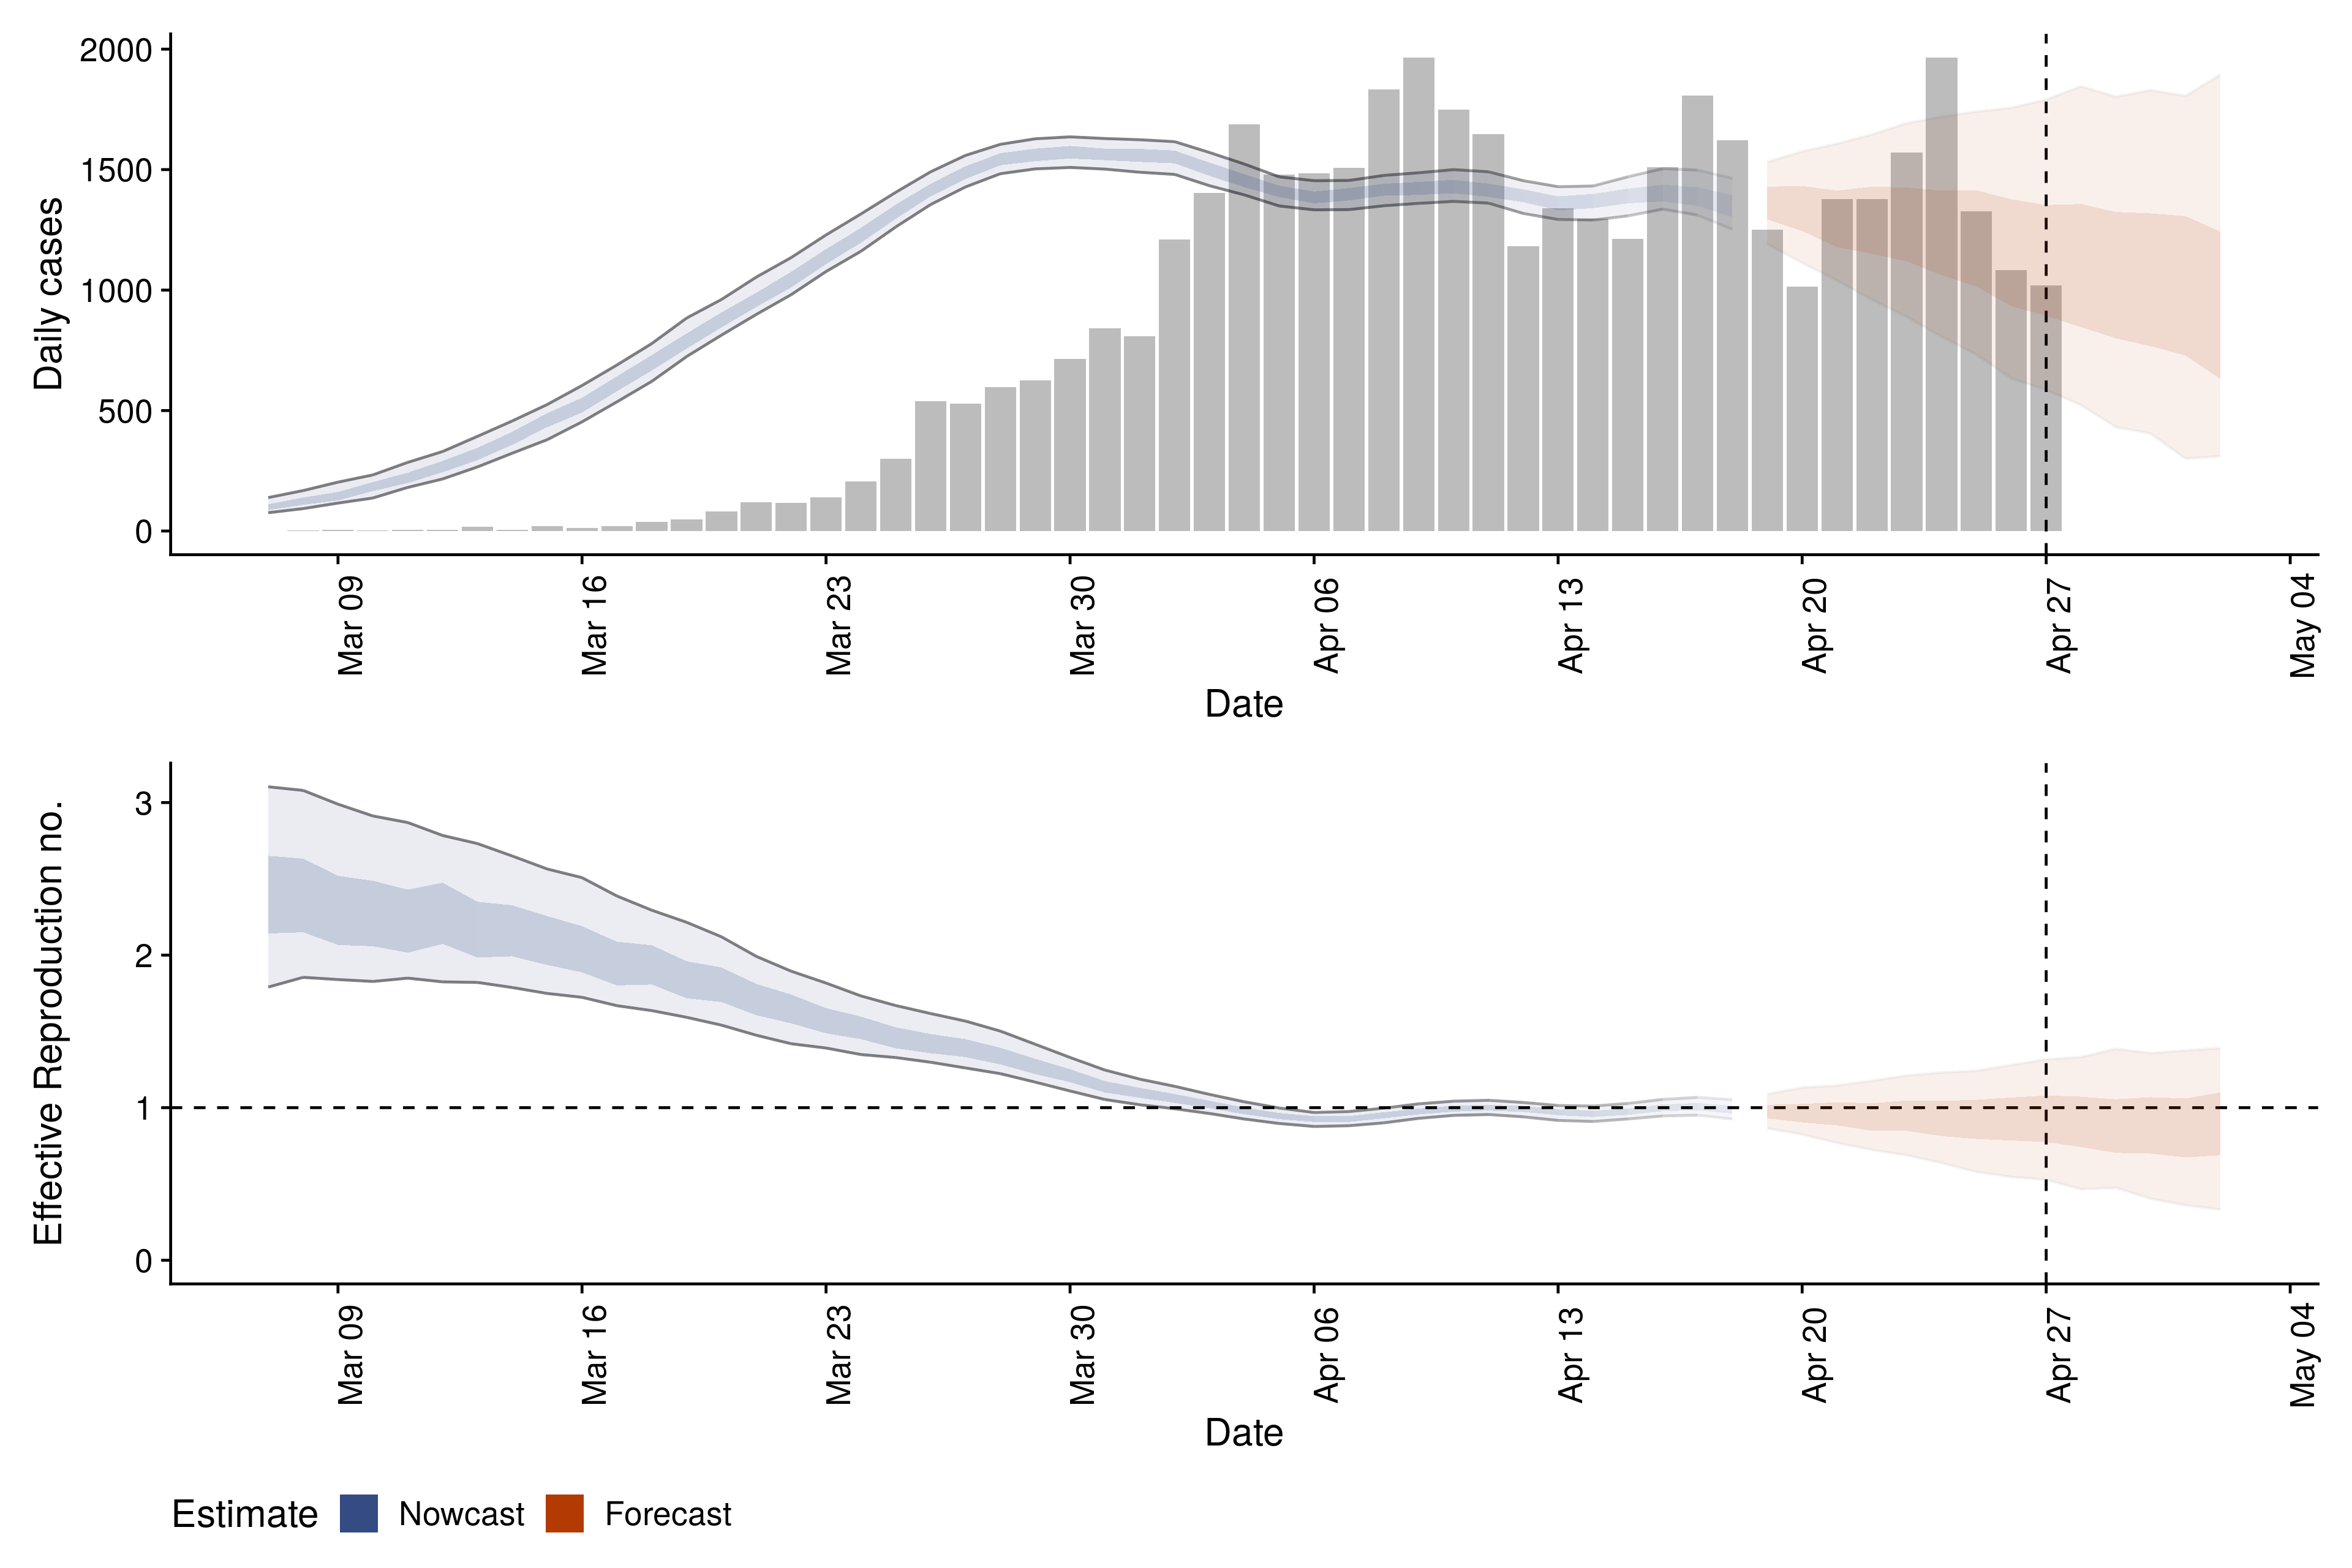 Daily cases
2000
1500
1000
500
0
Mar 09
Mar 16
Mar 23
Mar 30
Apr 06
Apr 13
Apr 20
Apr 27
May 04
Date
Effective Reproduction no.
3
2
1
0
Mar 09
Mar 16
Mar 23
Mar 30
Apr 06
Apr 13
Apr 20
Apr 27
May 04
Date
Estimate Nowcast Forecast